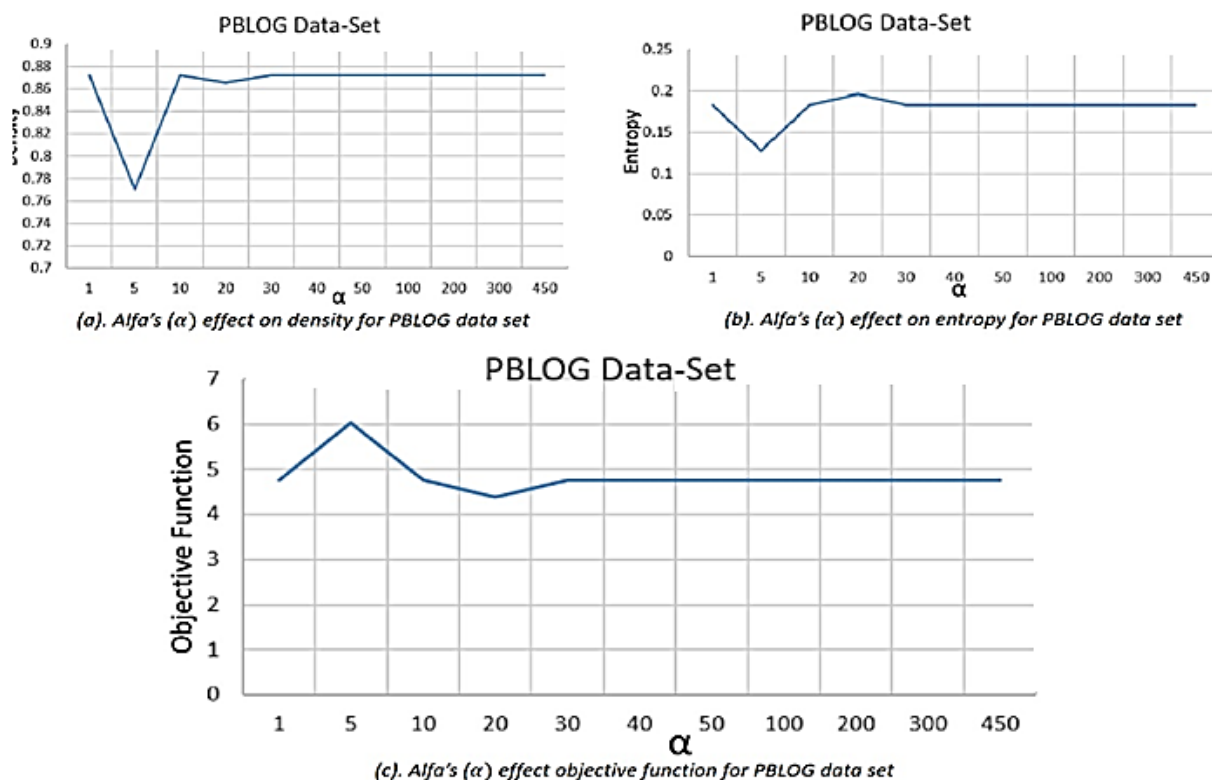 PBLOG Data-Set
0.9
0.88
0.86
0.84
0.82
0.8
0.78
0.76
0.74
0.72
0.7
1 5 10 20 30 40 50 100 200 300 450
α
(a). Alfa's (α) effect on density for PBLOG data set
PBLOG Data-Set
0.25
0.2
0.15
0.1
0.05
0
Entropy
1 5 10 20 30 40 50 100 200 300 450
α
(b). Alfa's (α) effect on entropy for PBLOG data set
PBLOG Data-Set
7
6
5
4
3
2
1
0
Objective Function
1 5 10 20 30 40 50 100 200 300 450
α
(c). Alfa's (α) effect objective function for PBLOG data set